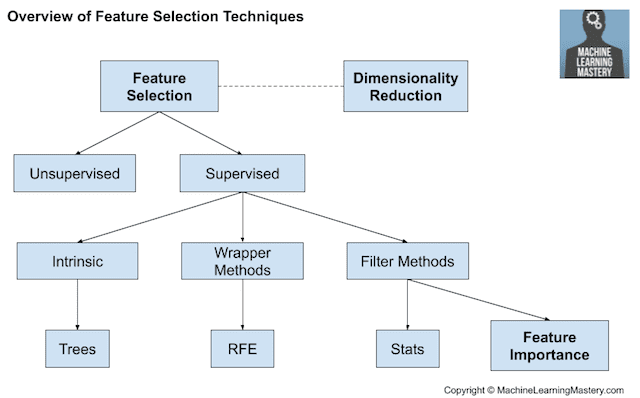 Overview of Feature Selection Techniques
MACHINE
LEARNING
MASTERY
Feature
Selection
Dimensionality
Reduction
Unsupervised
Supervised
Intrinsic
Wrapper
Methods
Filter Methods
Trees
RFE
Stats
Feature
Importance
Copyright © MachineLearningMastery.com